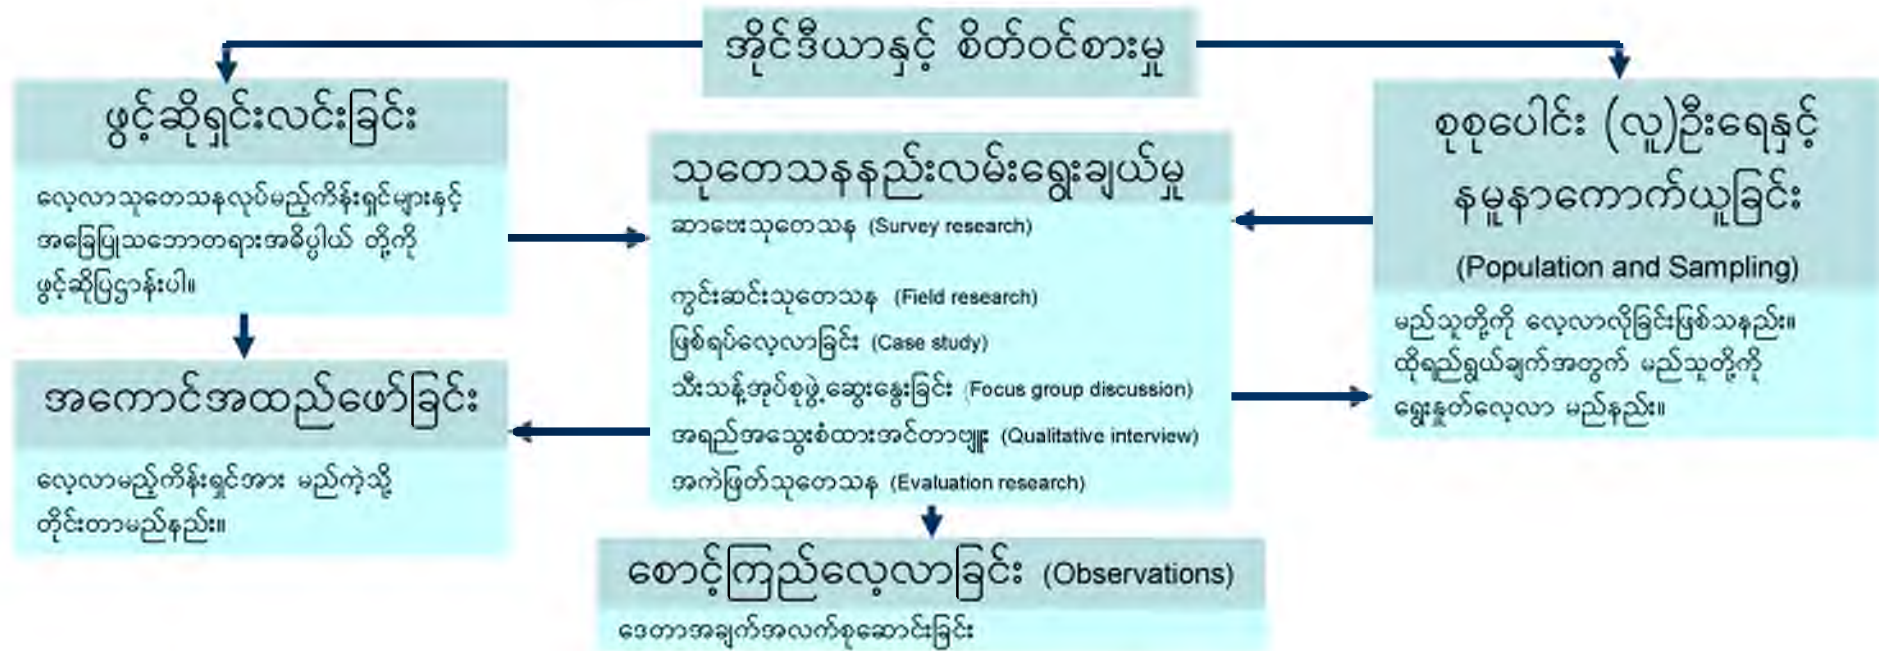 အိုင်ဒီယာနှင့် စိတ်ဝင်စားမှု
ဖွင့်ဆိုရှင်းလင်းခြင်း
လေ့လာသုတေသနလုပ်မည့်ကိန်းရှင်များနှင့်
အခြေပြုသဘောတရားအဓိပ္ပါယ် တို့ကို
ဖွင့်ဆိုပြဌာန်းပါ။
အကောင်အထည်ဖော်ခြင်း
လေ့လာမည့်ကိန်းရှင်အား မည်ကဲ့သို့
တိုင်းတာမည်နည်း။
သုတေသနနည်းလမ်းရွေးချယ်မှု
ဆာဗေးသုတေသန (Survey research)
ကွင်းဆင်းသုတေသန (Field research)
ဖြစ်ရပ်လေ့လာခြင်း (Case study)
သီးသန့်အုပ်စုဖွဲ့ဆွေးနွေးခြင်း (Focus group discussion)
အရည်အသွေးစံထားအင်တာဗျူး (Qualitative interview)
အကဲဖြတ်သုတေသန (Evaluation research)
စုစုပေါင်း (လူ)ဦးရေနှင့်
နမူနာကောက်ယူခြင်း
(Population and Sampling)
မည်သူတို့ကို လေ့လာလိုခြင်းဖြစ်သနည်း။
ထိုရည်ရွယ်ချက်အတွက် မည်သူတို့ကို
ရွေးနှုတ်လေ့လာ မည်နည်း။
စောင့်ကြည်လေ့လာခြင်း (Observations)
ဒေတာအချက်အလက်စုဆောင်းခြင်း